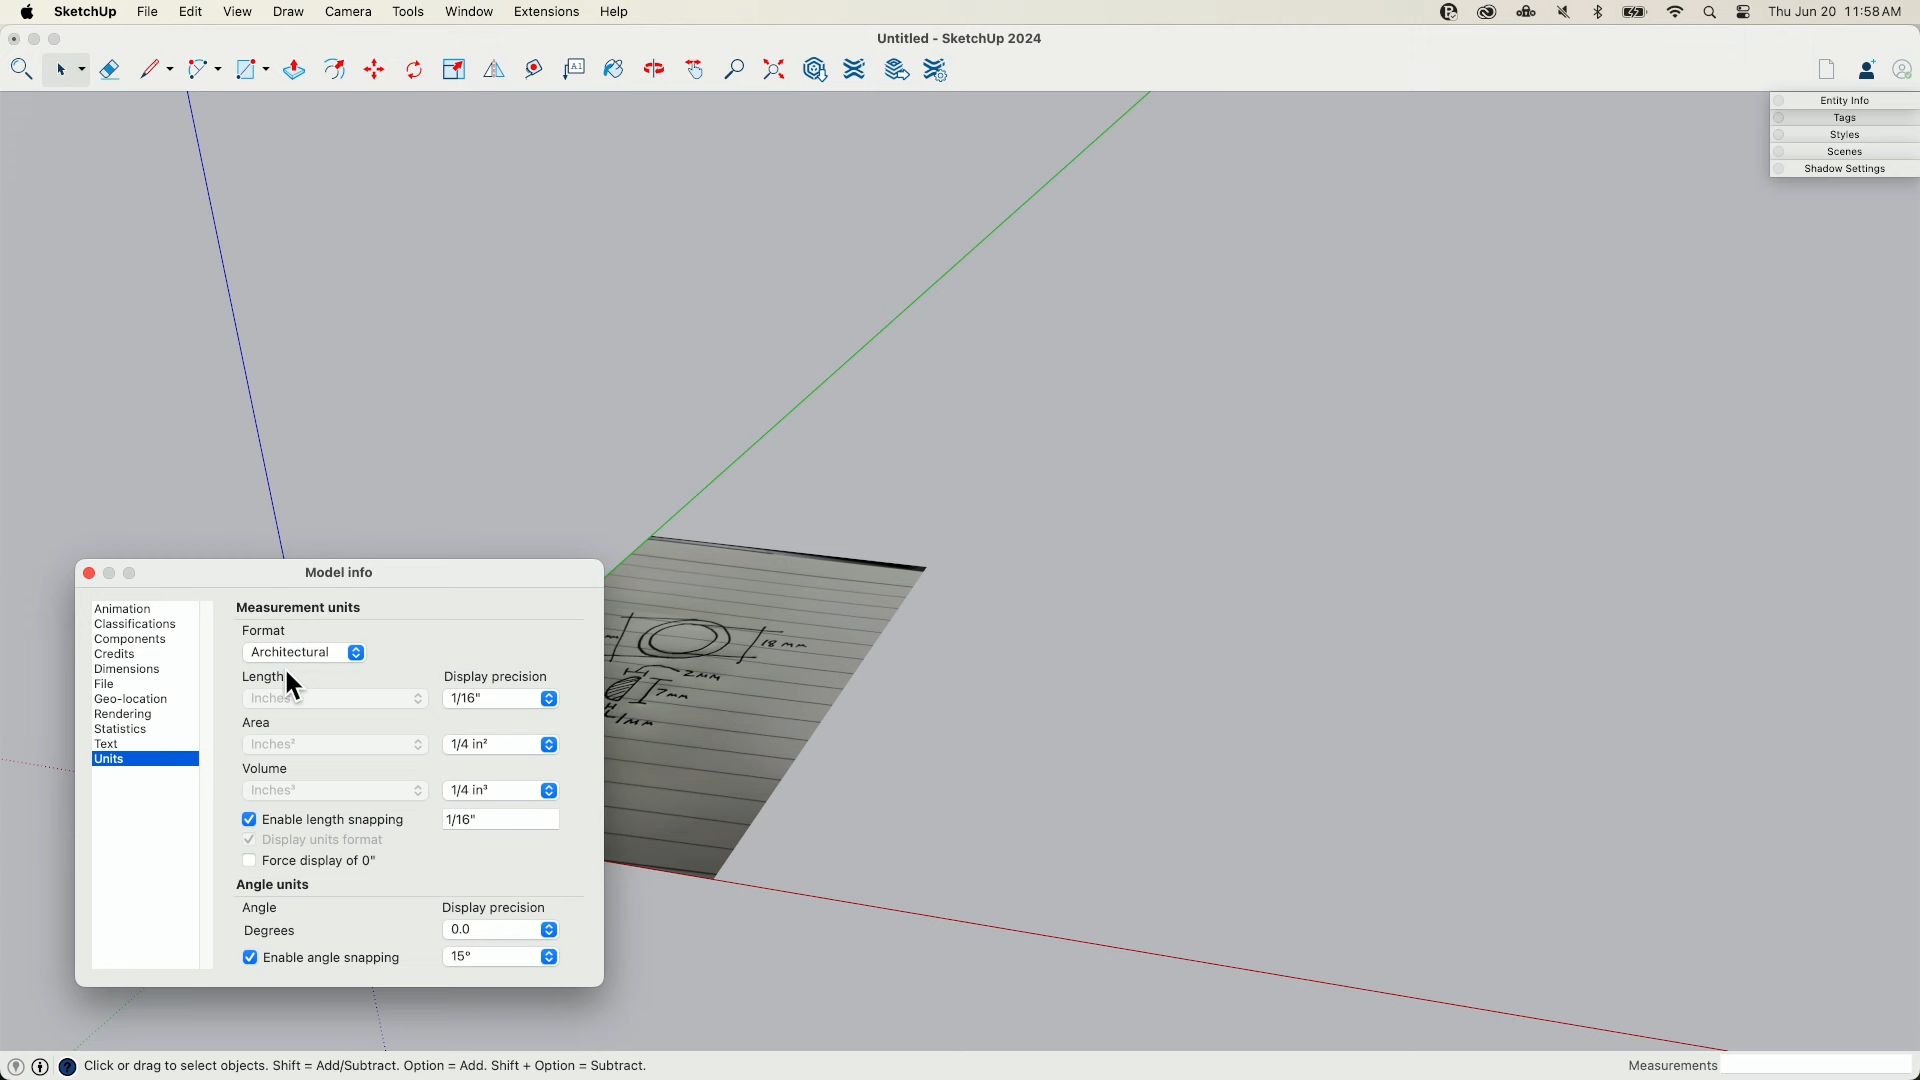 SketchUp File Edit View Draw Camera Tools Window Extensions Help Thu Jun 20 11:58 AM
Untitled - SketchUp 2024
A1
Entity Info
Tags
Styles
Scenes
Shadow Settings
Model info
Animation
Classifications
Components
Credits
Dimensions
File
Geo-location
Rendering
Statistics
Text
Units
Measurement units
Format
Architectural
Length Display precision
Inches 1/16"
Area
Inches² 1/4 in²
Volume
Inches³ 1/4 in³
Enable length snapping 1/16"
Display units format
Force display of 0"
Angle units
Angle Display precision
Degrees 0.0
Enable angle snapping 15°
18mm
2mm
7mm
1mm
Click or drag to select objects. Shift = Add/Subtract. Option = Add. Shift + Option = Subtract.
Measurements